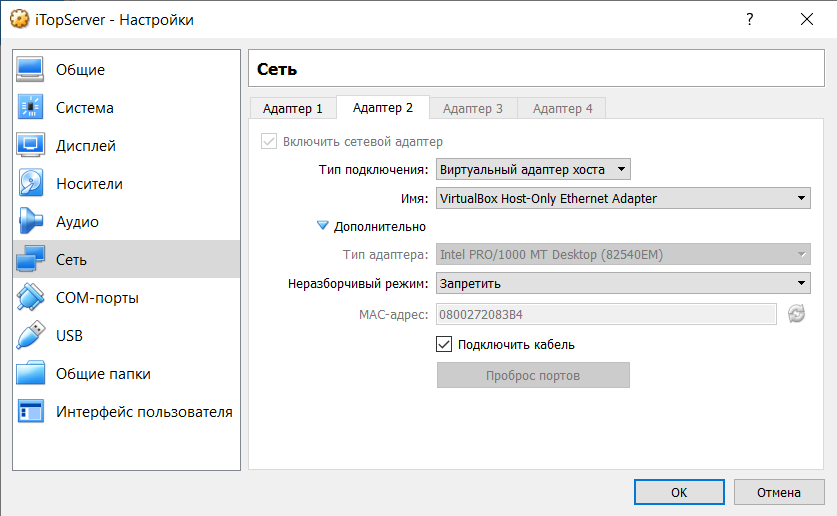 iTopServer - Настройки
?
Общие
Система
Дисплей
Носители
Аудио
Сеть
COM-порты
USB
Общие папки
Интерфейс пользователя
Сеть
Адаптер 1 Адаптер 2 Адаптер 3 Адаптер 4
Включить сетевой адаптер
Тип подключения: Виртуальный адаптер хоста
Имя: VirtualBox Host-Only Ethernet Adapter
Дополнительно
Тип адаптера: Intel PRO/1000 MT Desktop (82540EM)
Неразборчивый режим: Запретить
MAC-адрес: 0800272083B4
Подключить кабель
Проброс портов
OK Отмена